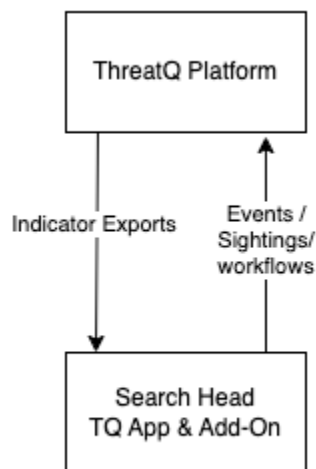 ThreatQ Platform
Indicator Exports
Events /
Sightings/
workflows
Search Head
TQ App & Add-On